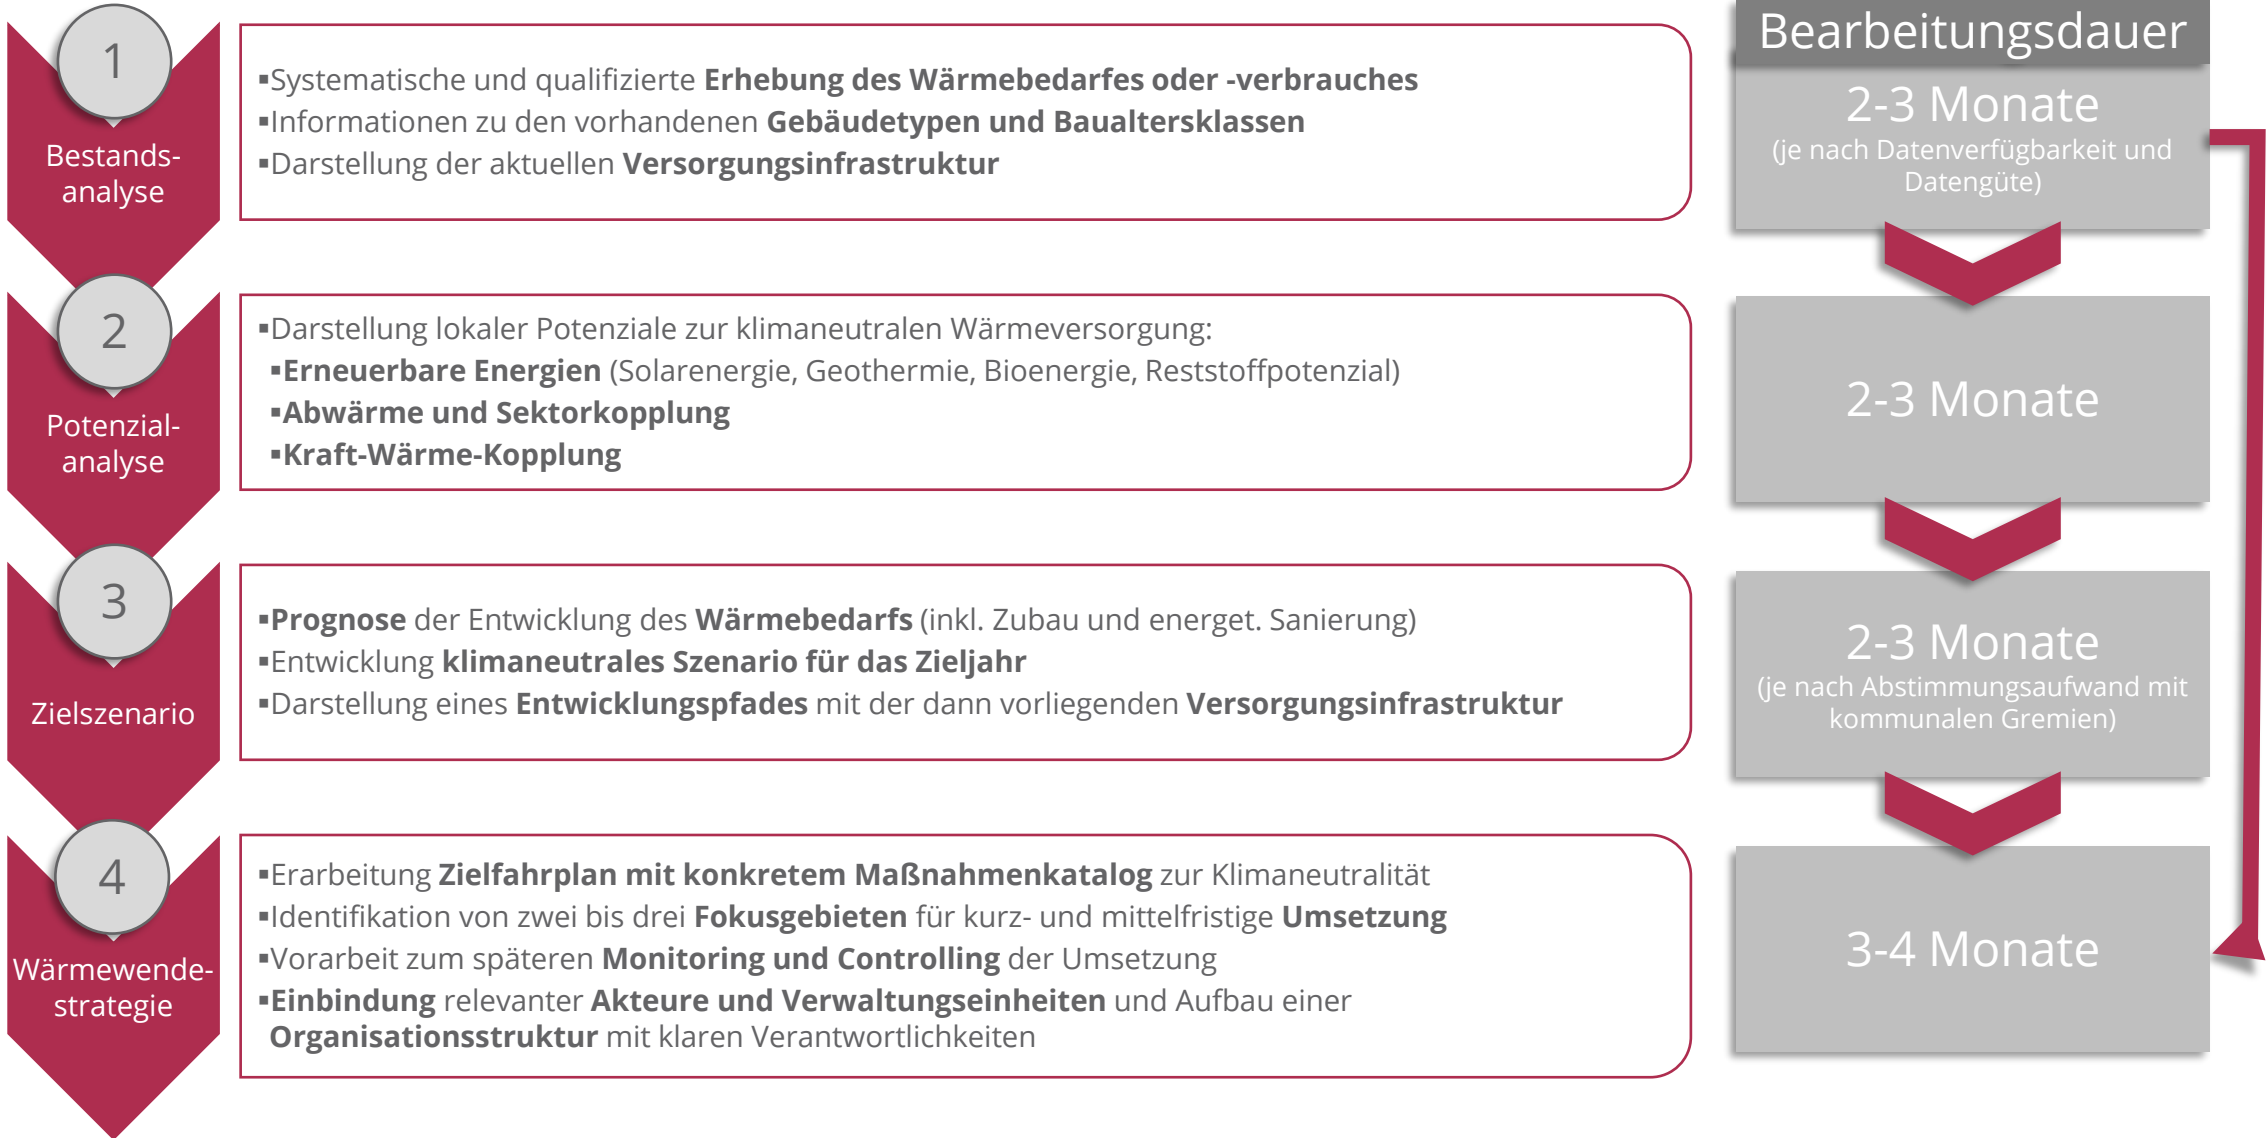 1
Bestands-
analyse
▪Systematische und qualifizierte Erhebung des Wärmebedarfes oder -verbrauches
▪Informationen zu den vorhandenen Gebäudetypen und Baualtersklassen
▪Darstellung der aktuellen Versorgungsinfrastruktur
Bearbeitungsdauer
2-3 Monate
(je nach Datenverfügbarkeit und
Datengüte)
2
Potenzial-
analyse
▪Darstellung lokaler Potenziale zur klimaneutralen Wärmeversorgung:
▪Erneuerbare Energien (Solarenergie, Geothermie, Bioenergie, Reststoffpotenzial)
▪Abwärme und Sektorkopplung
▪Kraft-Wärme-Kopplung
2-3 Monate
3
Zielszenario
▪Prognose der Entwicklung des Wärmebedarfs (inkl. Zubau und energet. Sanierung)
▪Entwicklung klimaneutrales Szenario für das Zieljahr
▪Darstellung eines Entwicklungspfades mit der dann vorliegenden Versorgungsinfrastruktur
2-3 Monate
(je nach Abstimmungsaufwand mit
kommunalen Gremien)
4
Wärmewende-
strategie
▪Erarbeitung Zielfahrplan mit konkretem Maßnahmenkatalog zur Klimaneutralität
▪Identifikation von zwei bis drei Fokusgebieten für kurz- und mittelfristige Umsetzung
▪Vorarbeit zum späteren Monitoring und Controlling der Umsetzung
▪Einbindung relevanter Akteure und Verwaltungseinheiten und Aufbau einer
Organisationsstruktur mit klaren Verantwortlichkeiten
3-4 Monate